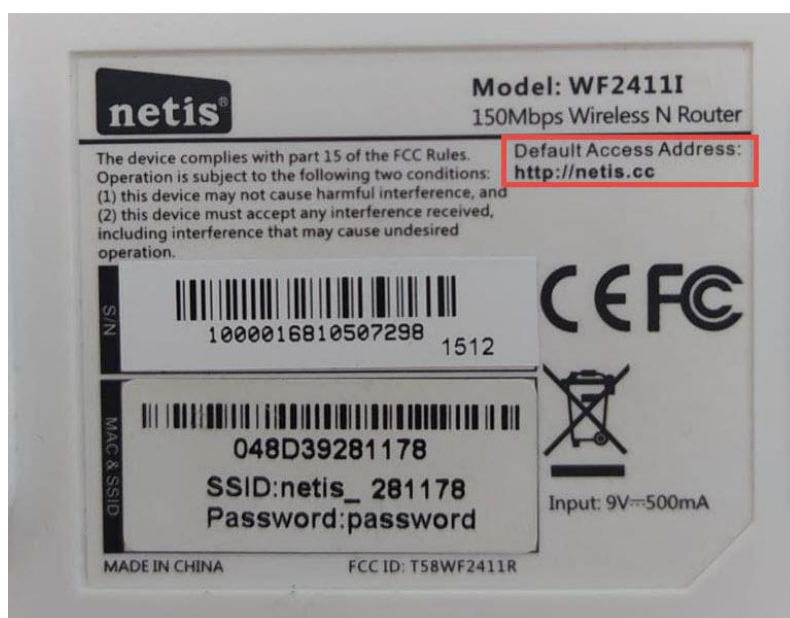 netis®
Model: WF2411I
150Mbps Wireless N Router
The device complies with part 15 of the FCC Rules.
Operation is subject to the following two conditions:
(1) this device may not cause harmful interference, and
(2) this device must accept any interference received,
including interference that may cause undesired
operation.
Default Access Address:
http://netis.cc
S/N
1000016810507298
1512
CE FC
MAC & SSID
048D39281178
SSID:netis_ 281178
Password:password
Input: 9V⎓500mA
MADE IN CHINA
FCC ID: T58WF2411R